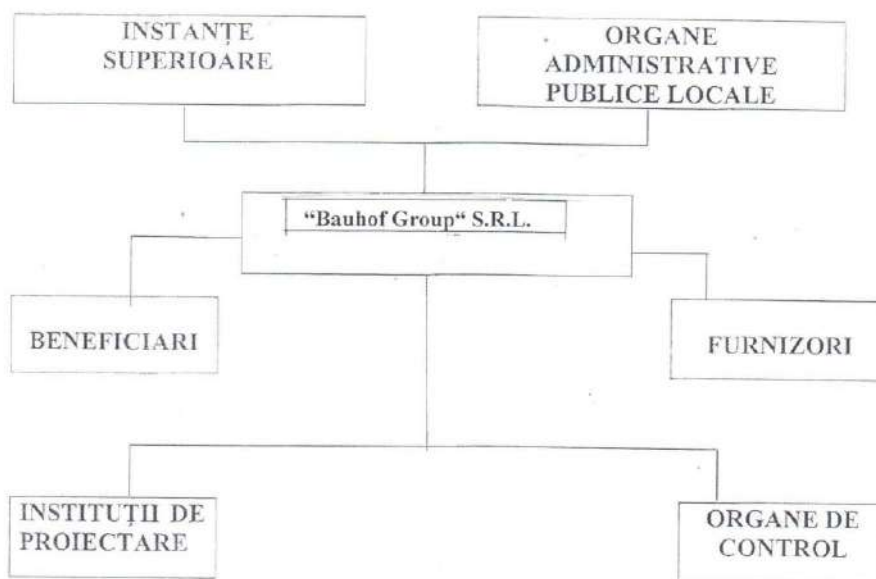 INSTANȚE
SUPERIOARE
ORGANE
ADMINISTRATIVE
PUBLICE LOCALE
“Bauhof Group“ S.R.L.
BENEFICIARI
FURNIZORI
INSTITUȚII DE
PROIECTARE
ORGANE DE
CONTROL